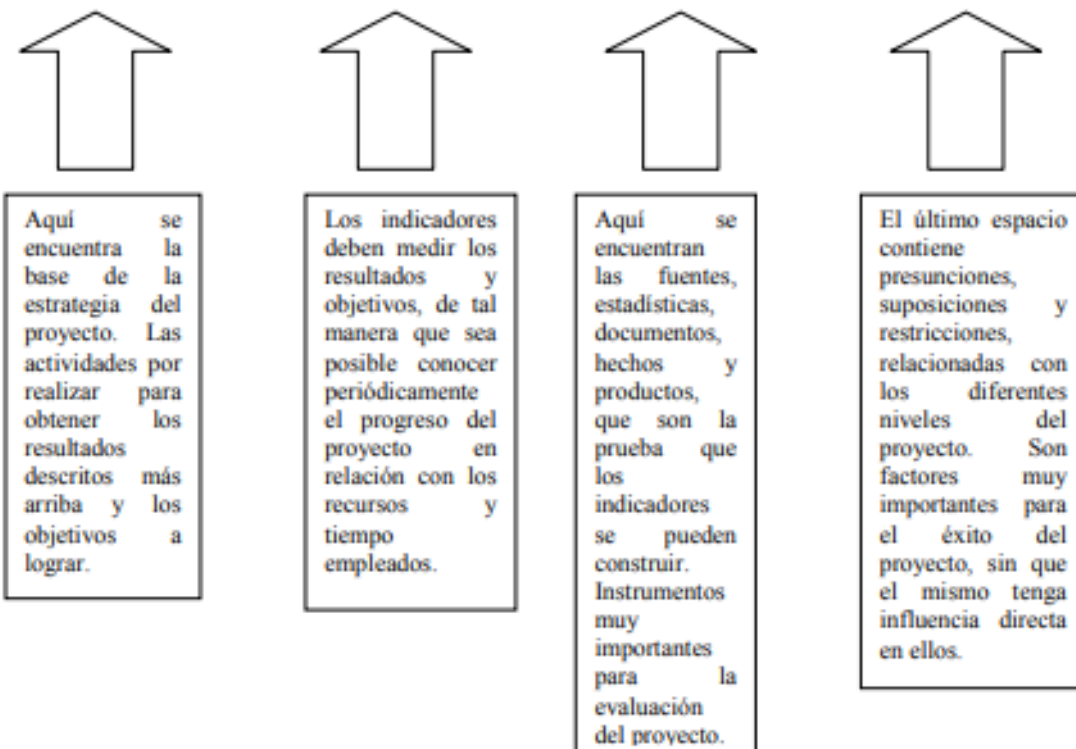 Aquí se
encuentra la
base de la
estrategia del
proyecto. Las
actividades por
realizar para
obtener los
resultados
descritos más
arriba y los
objetivos a
lograr.
Los indicadores
deben medir los
resultados y
objetivos, de tal
manera que sea
posible conocer
periódicamente
el progreso del
proyecto en
relación con los
recursos y
tiempo
empleados.
Aquí se
encuentran
las fuentes,
estadísticas,
documentos,
hechos y
productos,
que son la
prueba que
los
indicadores
se pueden
construir.
Instrumentos
muy
importantes
para la
evaluación
del proyecto.
El último espacio
contiene
presunciones,
suposiciones y
restricciones,
relacionadas con
los diferentes
niveles del
proyecto. Son
factores muy
importantes para
el éxito del
proyecto, sin que
el mismo tenga
influencia directa
en ellos.